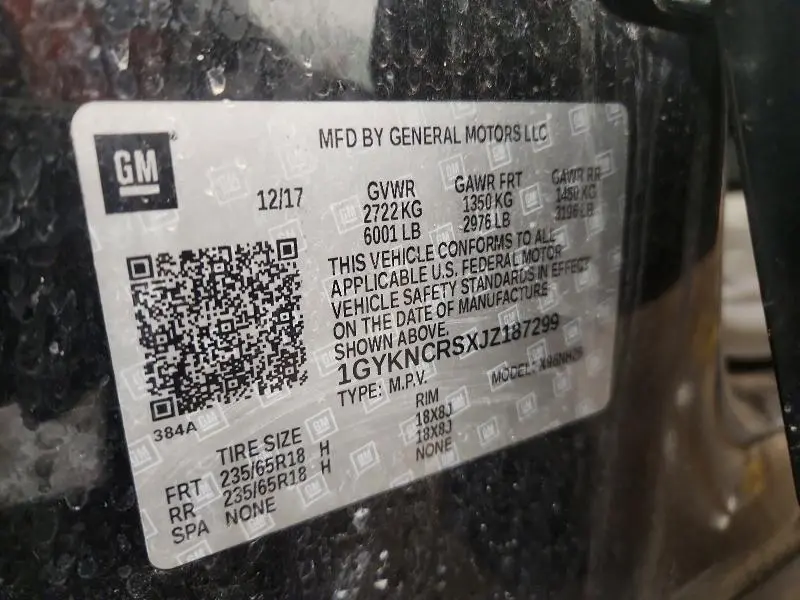 GM
MFD BY GENERAL MOTORS LLC
12/17
GVWR
2722 KG
6001 LB
GAWR FRT
1350 KG
2976 LB
GAWR RR
1450 KG
3196 LB
THIS VEHICLE CONFORMS TO ALL
APPLICABLE U.S. FEDERAL MOTOR
VEHICLE SAFETY STANDARDS IN EFFECT
ON THE DATE OF MANUFACTURE
SHOWN ABOVE.
1GYKNCRSXJZ187299
TYPE: M.P.V. MODEL:
384A
TIRE SIZE RIM
FRT 235/65R18 H 18X8J
RR 235/65R18 H 18X8J
SPA NONE NONE